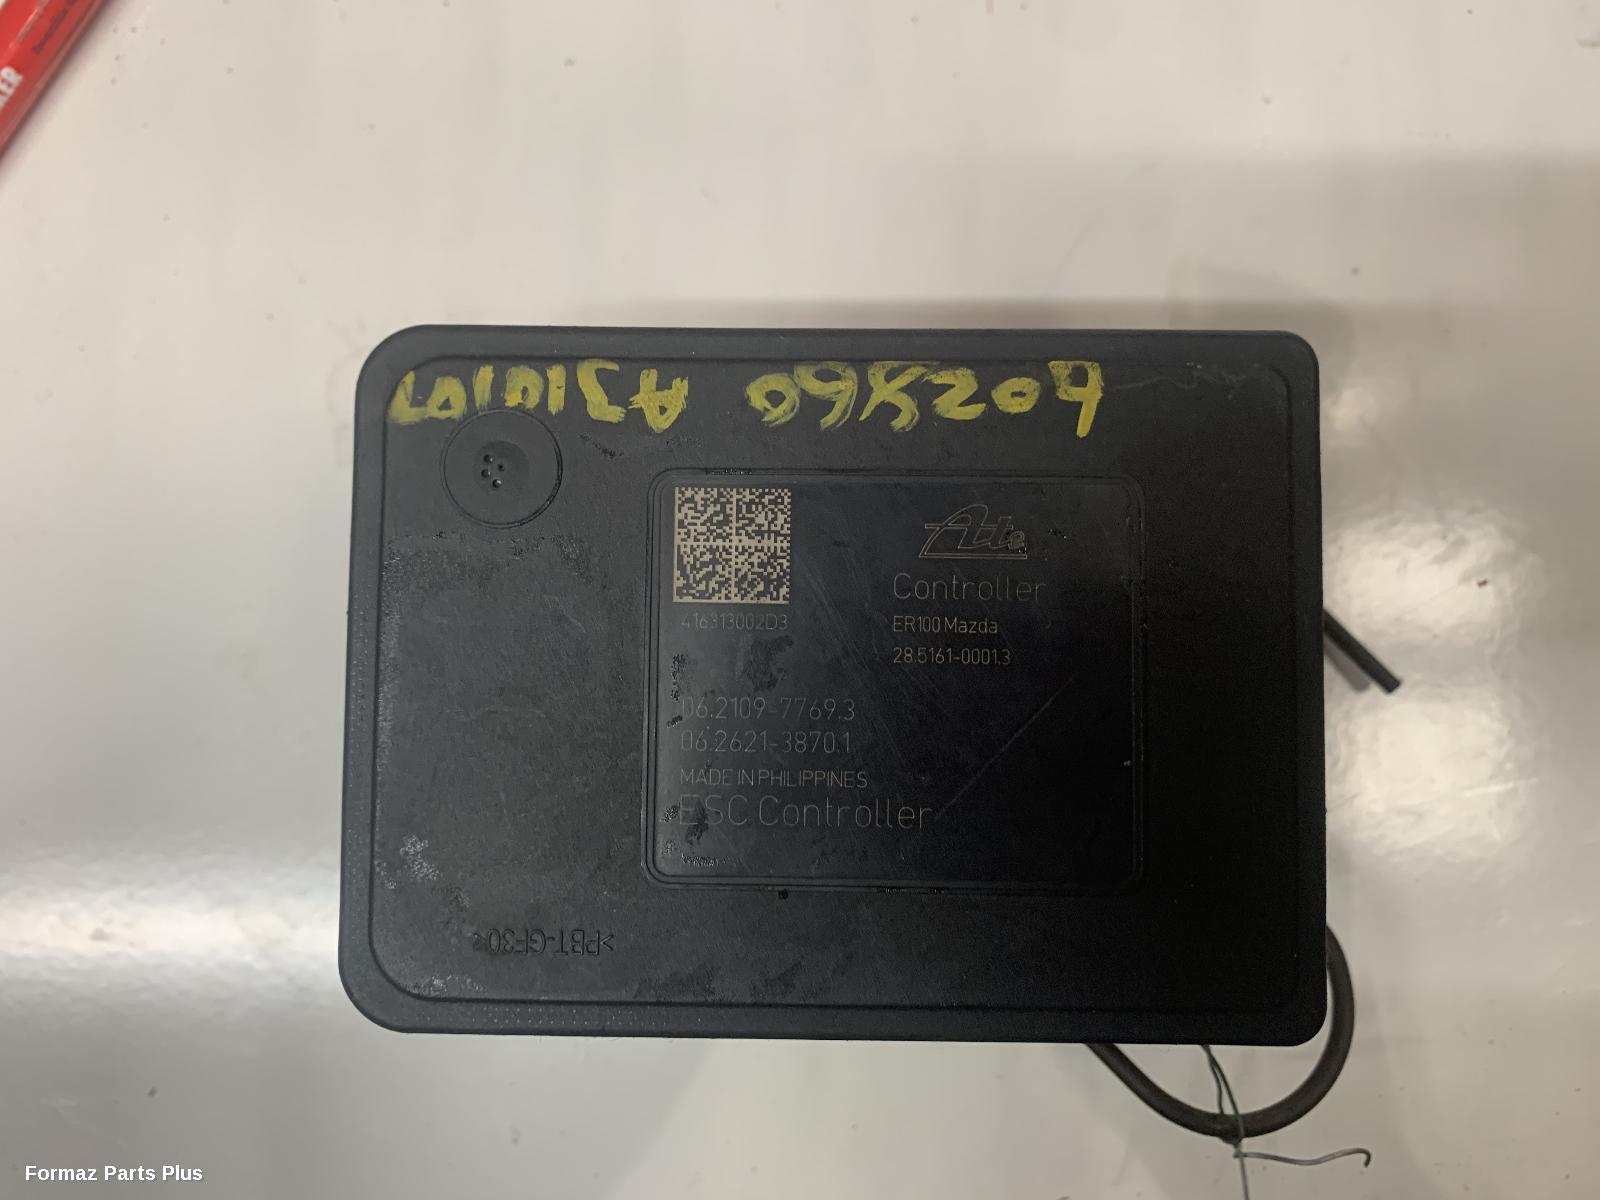 416313002D3
Ate
Controller
ER100 Mazda
28.5161-0001.3
06.2109-7769.3
06.2621-3870.1
MADE IN PHILIPPINES
ESC Controller
>PBT-GF30<
Formaz Parts Plus